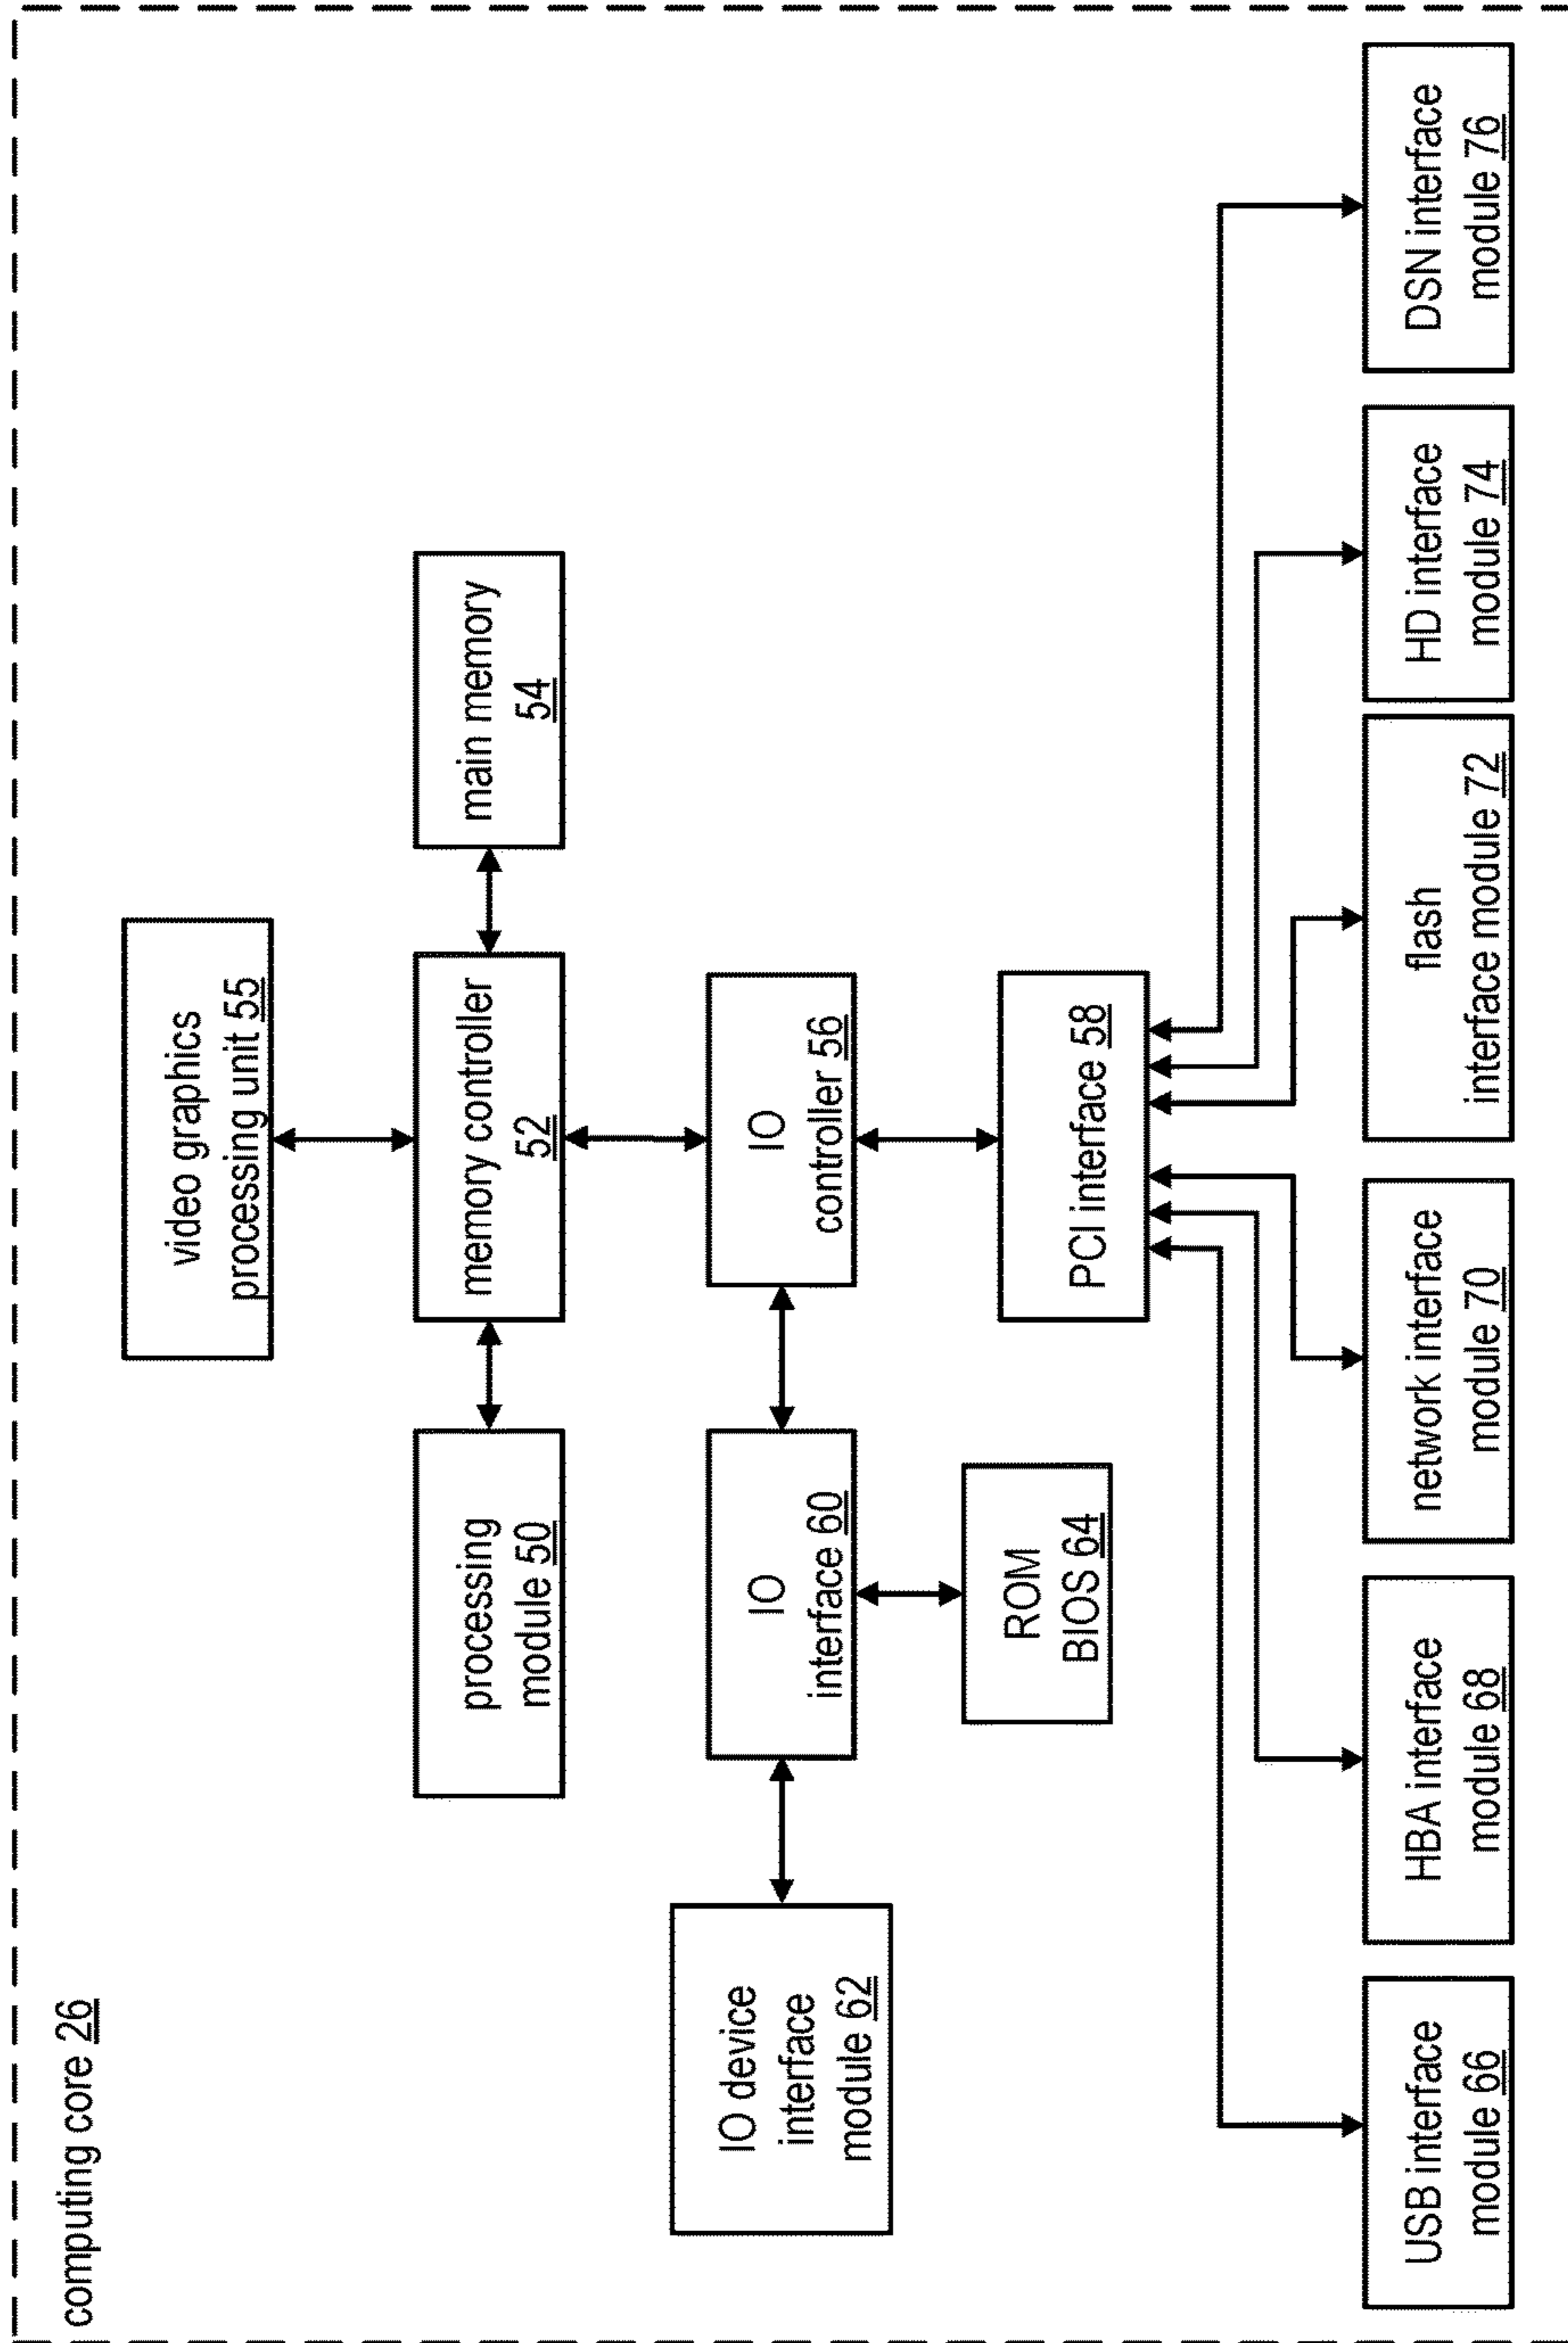 computing core 26
video graphics
processing unit 55
processing
module 50
memory controller
52
main memory
54
IO device
interface
module 62
IO
interface 60
IO
controller 56
ROM
BIOS 64
PCI interface 58
USB interface
module 66
HBA interface
module 68
network interface
module 70
flash
interface module 72
HD interface
module 74
DSN interface
module 76